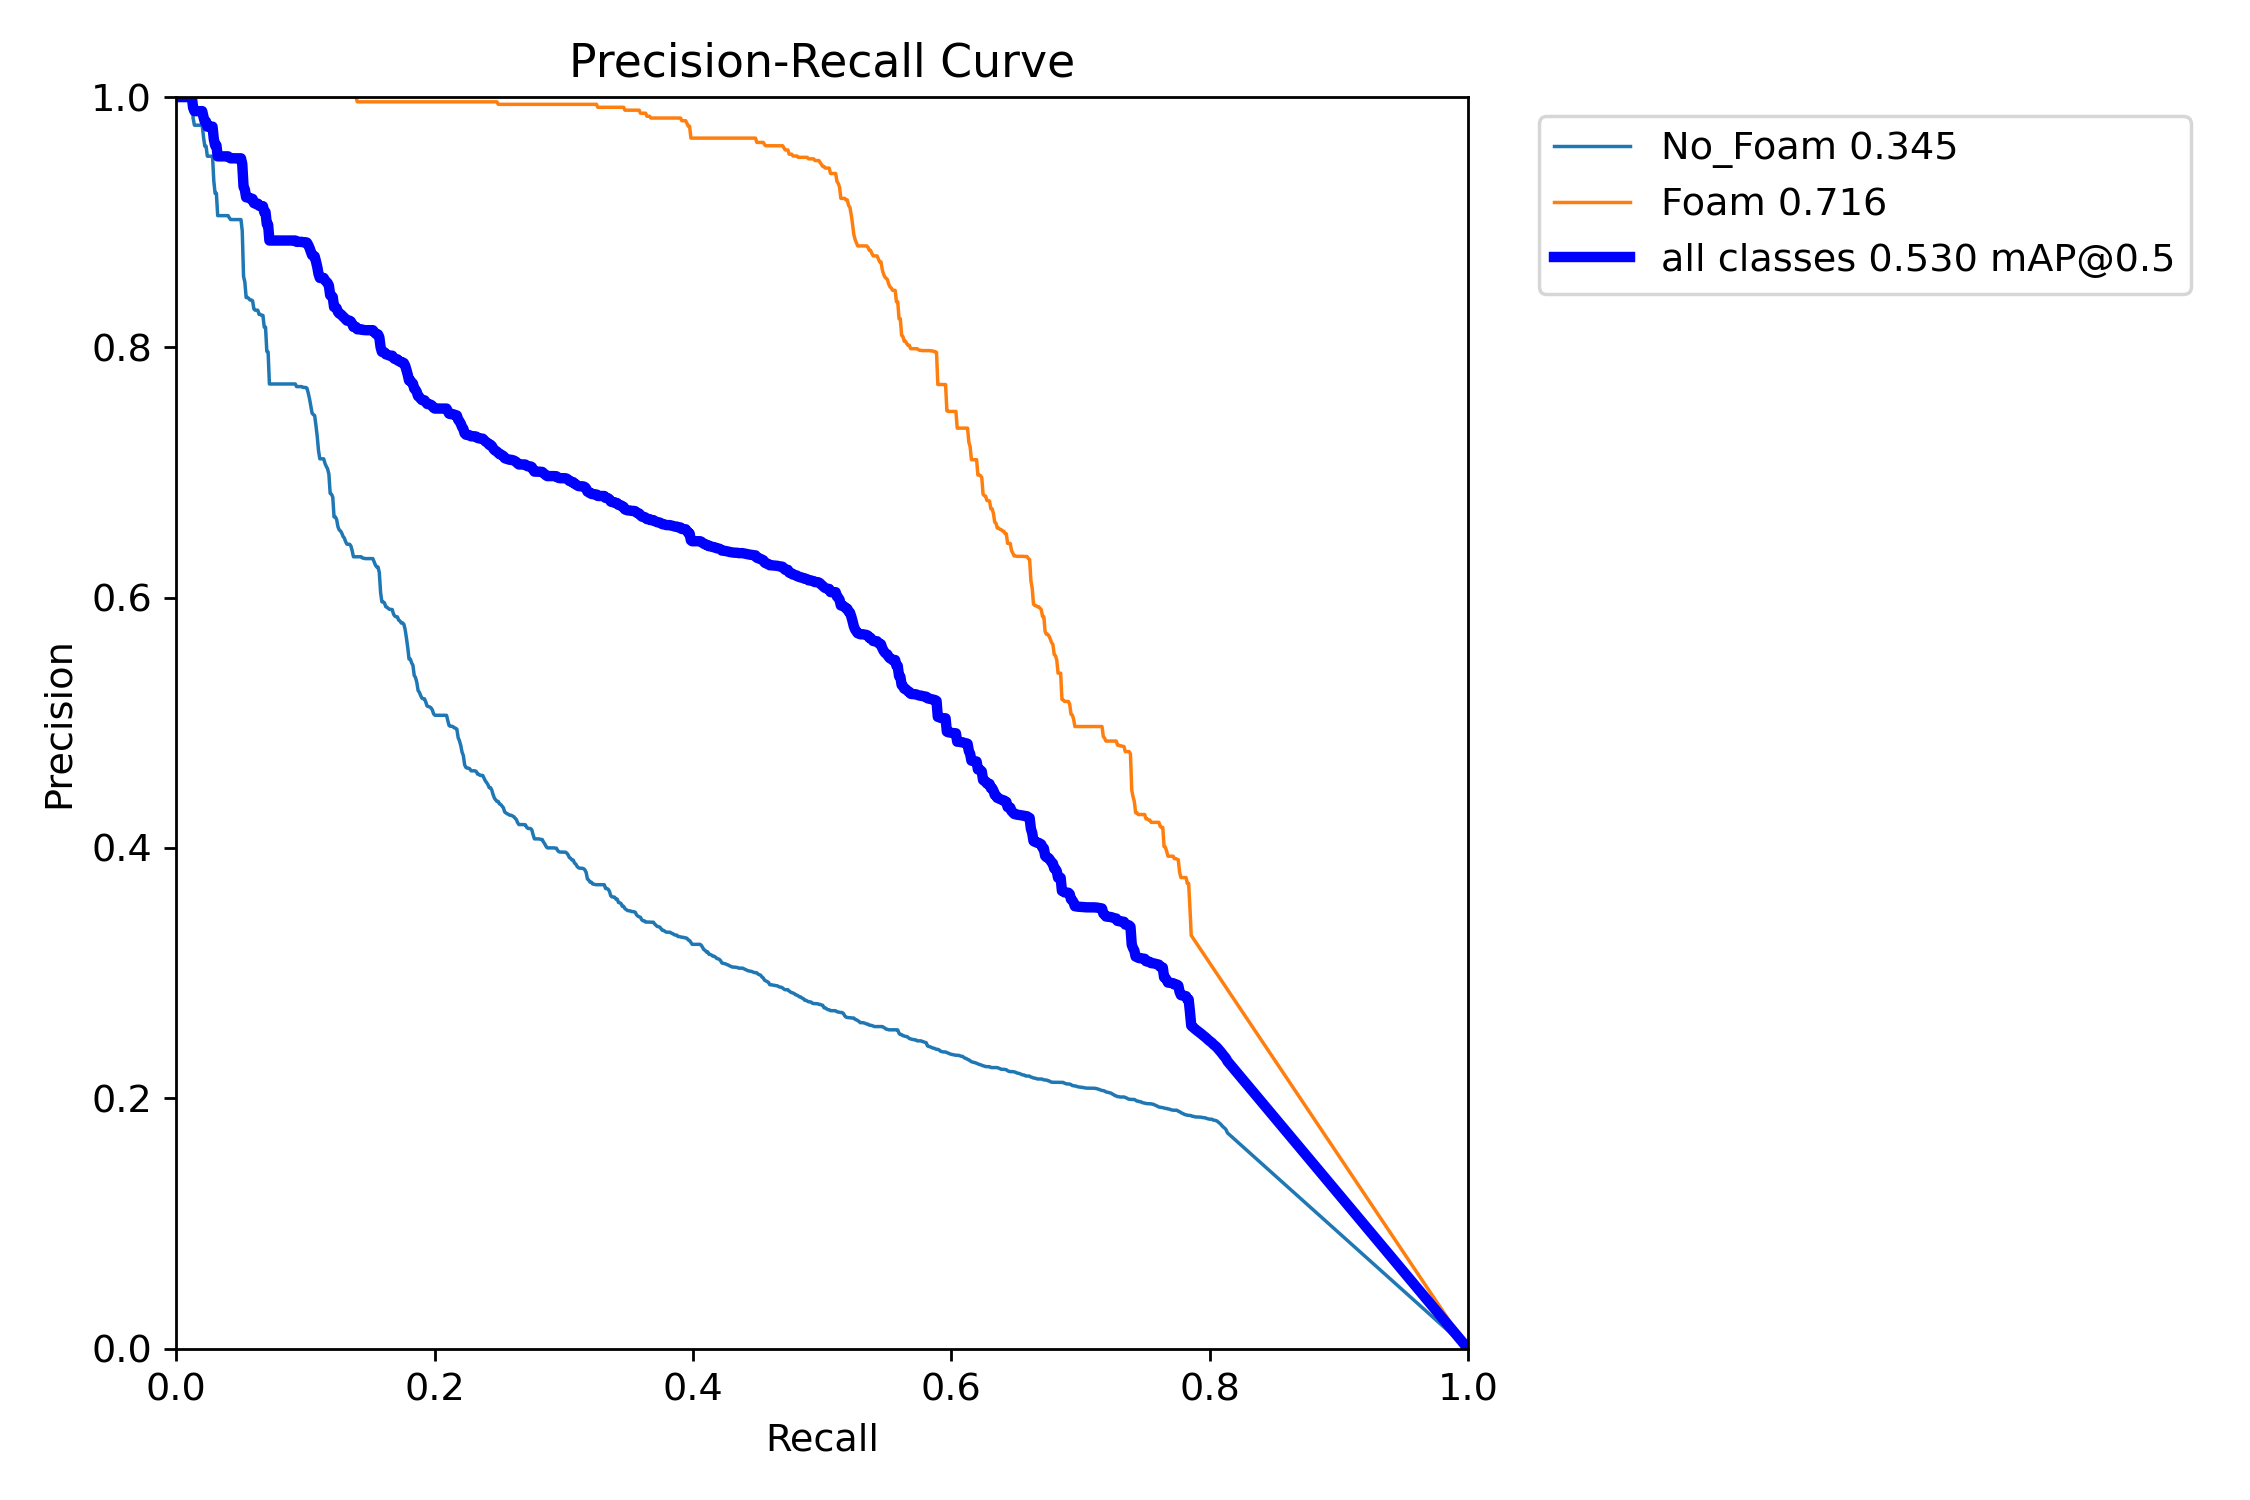 Precision-Recall Curve
No_Foam 0.345
Foam 0.716
all classes 0.530 mAP@0.5
Precision
1.0
0.8
0.6
0.4
0.2
0.0
0.0 0.2 0.4 0.6 0.8 1.0
Recall